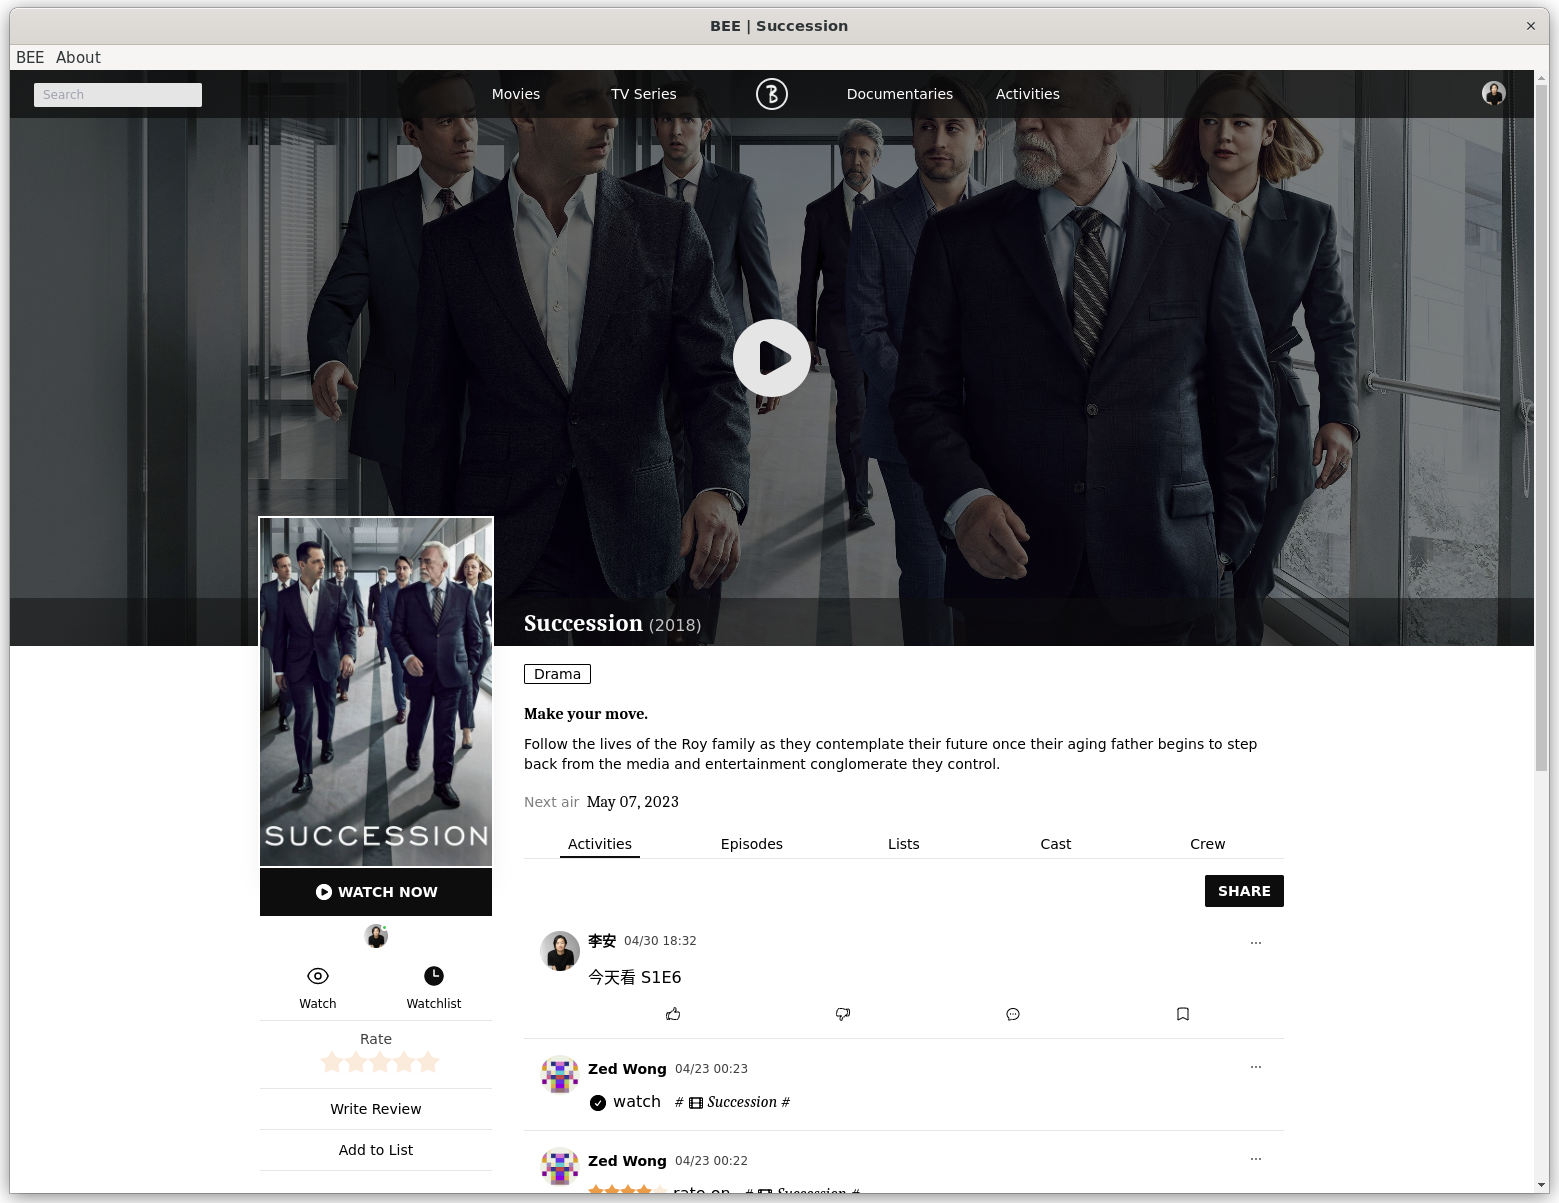 BEE | Succession
BEE About
Search
Movies
TV Series
Documentaries
Activities
Succession (2018)
Drama
Make your move.
Follow the lives of the Roy family as they contemplate their future once their aging father begins to step
back from the media and entertainment conglomerate they control.
Next air May 07, 2023
SUCCESSION
WATCH NOW
Watch
Watchlist
Rate
Write Review
Add to List
Activities
Episodes
Lists
Cast
Crew
SHARE
李安 04/30 18:32
...
今天看 S1E6
Zed Wong 04/23 00:23
...
watch # Succession #
Zed Wong 04/23 00:22
...
rate on # Succession #